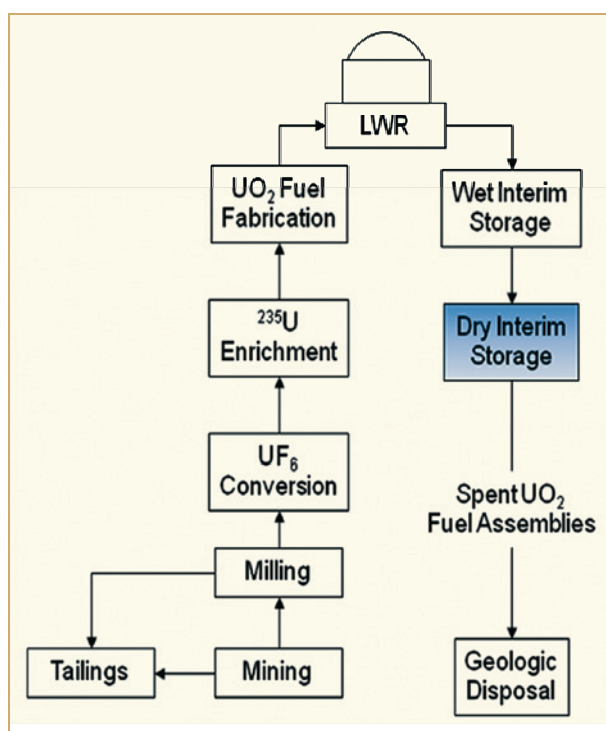 LWR
UO₂ Fuel
Fabrication
Wet Interim
Storage
²³⁵U
Enrichment
Dry Interim
Storage
UF₆
Conversion
Spent UO₂
Fuel Assemblies
Milling
Tailings
Mining
Geologic
Disposal